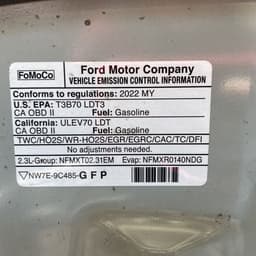 FoMoCo
Ford Motor Company
VEHICLE EMISSION CONTROL INFORMATION
Conforms to regulations: 2022 MY
U.S. EPA: T3B70 LDT3
CA OBD II Fuel: Gasoline
California: ULEV70 LDT
CA OBD II Fuel: Gasoline
TWC/HO2S/WR-HO2S/EGR/EGRC/CAC/TC/DFI
No adjustments needed.
2.3L-Group: NFMXT02.31EM Evap: NFMXR0140NDG
NW7E-9C485-GFP